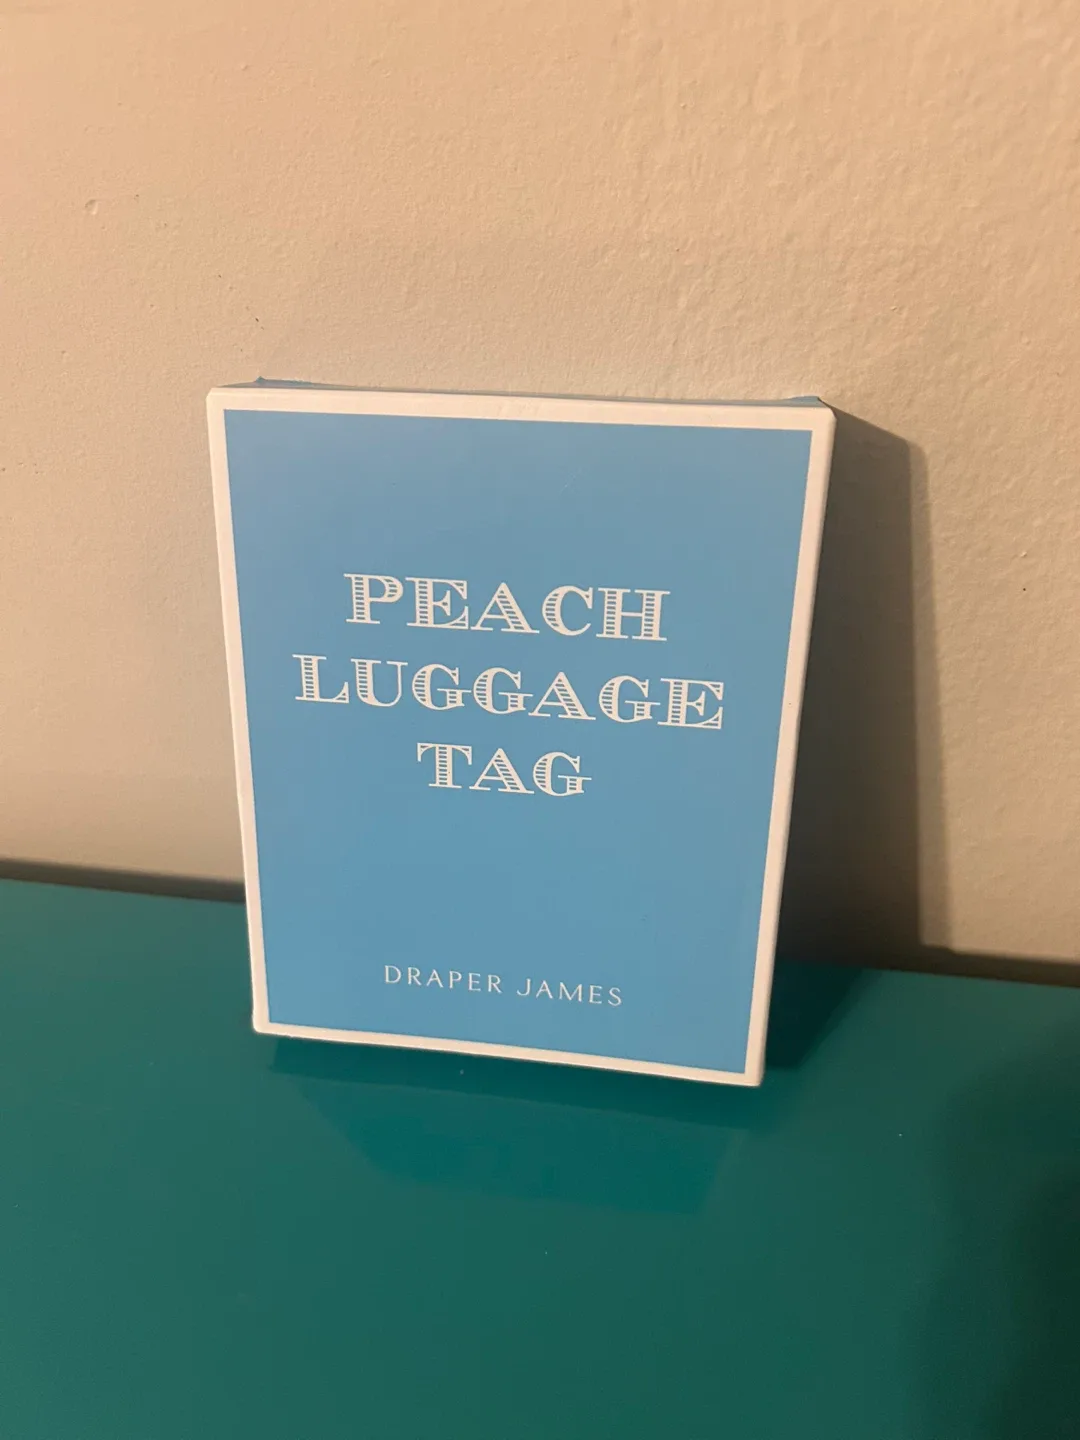 PEACH
LUGGAGE
TAG
DRAPER JAMES